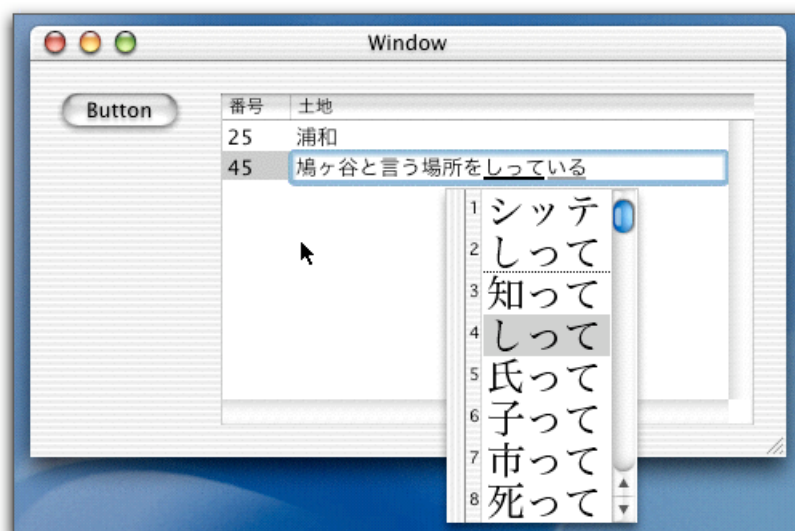 Window
Button
番号 土地
25 浦和
45 鳩ヶ谷と言う場所をしっている
1 シッテ
2 しって
3 知って
4 しって
5 氏って
6 子って
7 市って
8 死って